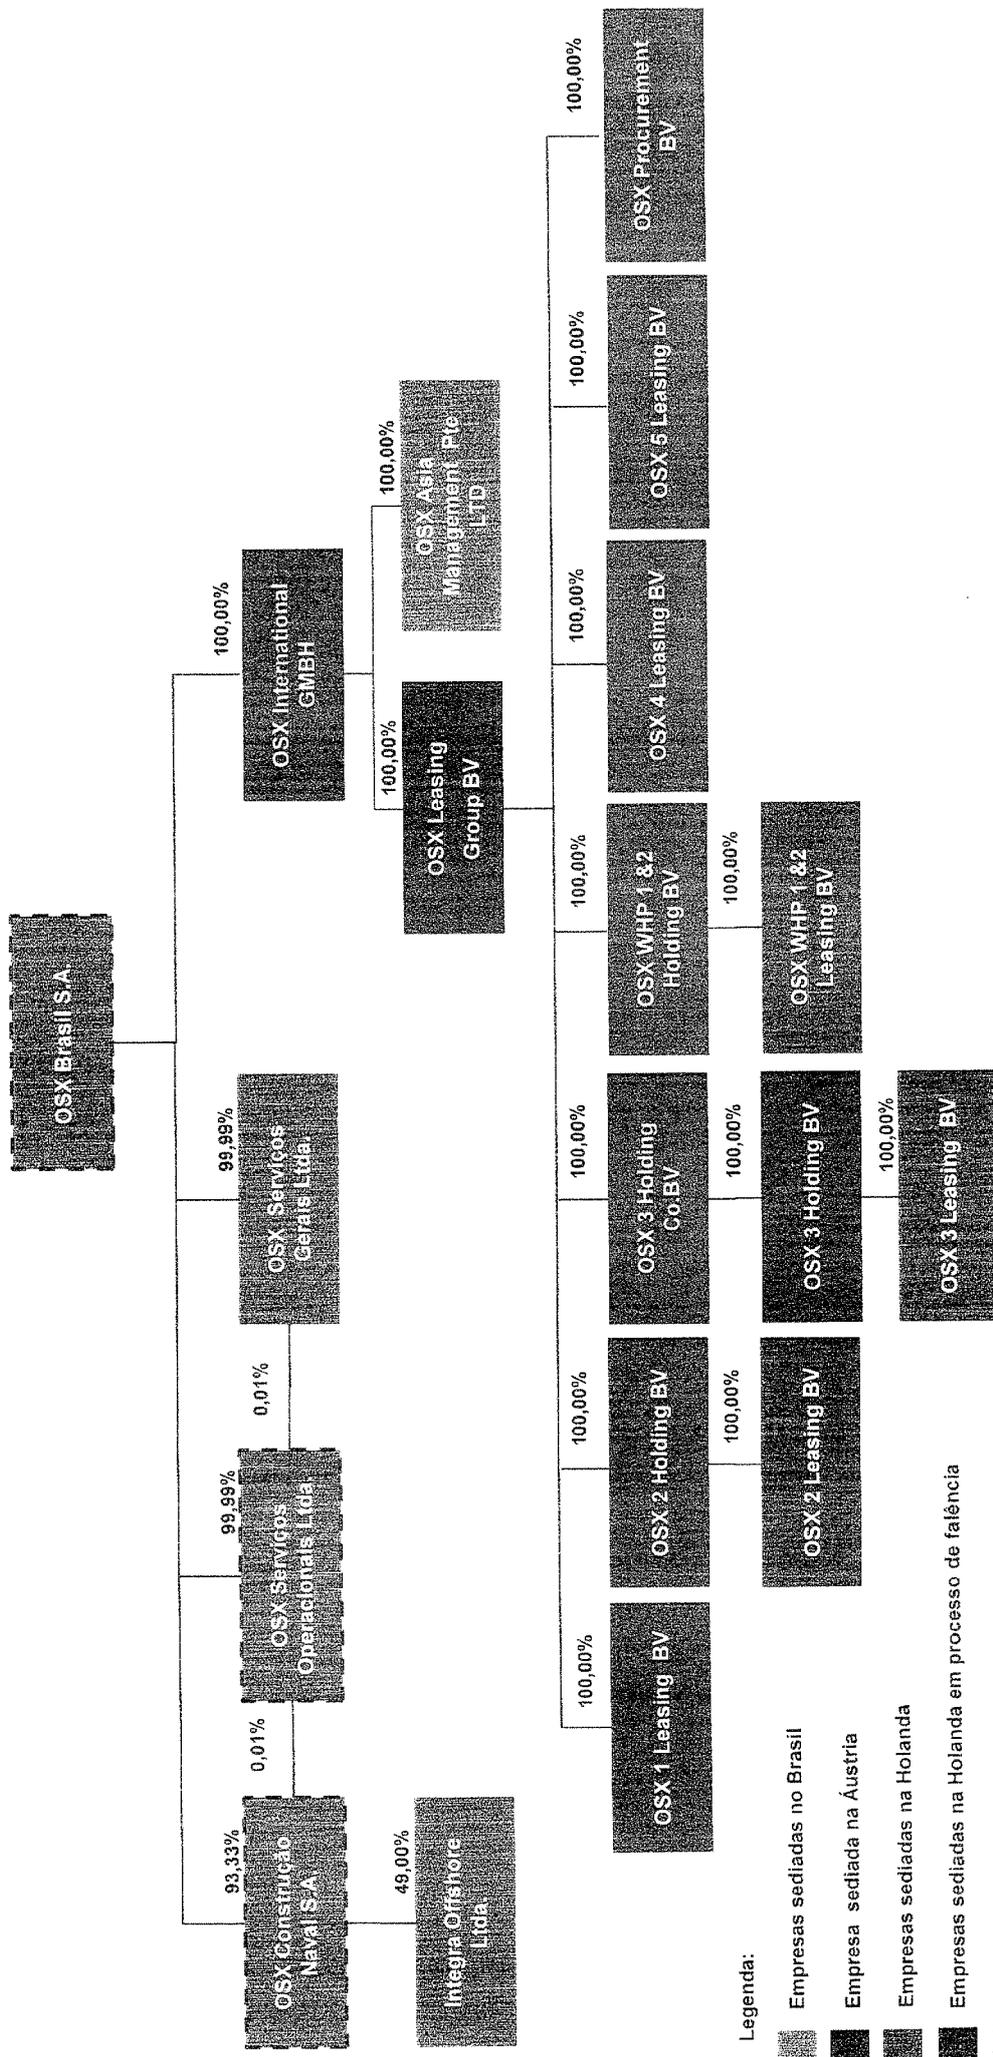 OSX Brasil S.A.
93,33%
OSX Construção
Naval S.A.
0,01%
99,99%
OSX Serviços
Operacionais Ltda.
0,01%
99,99%
OSX Serviços
Gerais Ltda.
100,00%
OSX International
GMBH
49,00%
Integra Offshore
Ltda.
100,00%
OSX Leasing
Group BV
100,00%
OSX Asia
Management Pte
LTD
100,00%
OSX 1 Leasing BV
100,00%
OSX 2 Holding BV
100,00%
OSX 3 Holding
Co.BV
100,00%
OSX WHP 1 &2
Holding BV
100,00%
OSX 4 Leasing BV
100,00%
OSX 5 Leasing BV
100,00%
OSX Procurement
BV
100,00%
OSX 2 Leasing BV
100,00%
OSX 3 Holding BV
100,00%
OSX WHP 1 &2
Leasing BV
100,00%
OSX 3 Leasing BV
Legenda:
Empresas sediadas no Brasil
Empresa sediada na Áustria
Empresas sediadas na Holanda
Empresas sediadas na Holanda em processo de falência